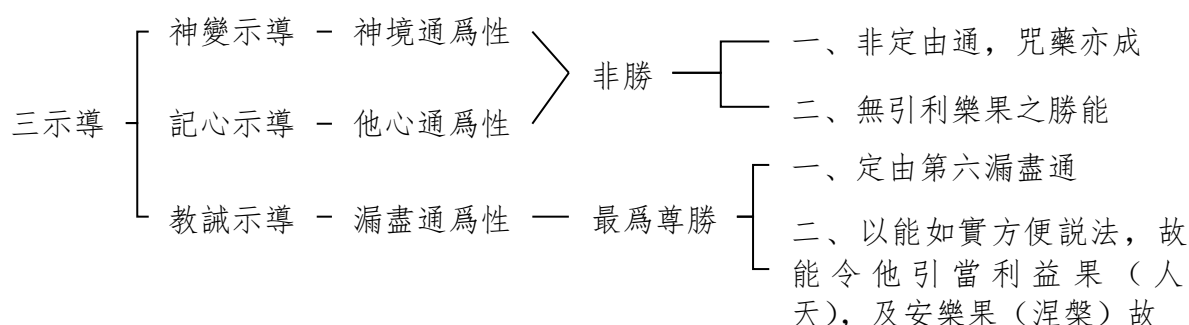 神變示導 － 神境通爲性
一、非定由通，咒藥亦成
非勝
三示導
記心示導 － 他心通爲性
二、無引利樂果之勝能
一、定由第六漏盡通
教誡示導 － 漏盡通爲性
最爲尊勝
二、以能如實方便説法，故
能令他引當利益果（人
天），及安樂果（涅槃）故